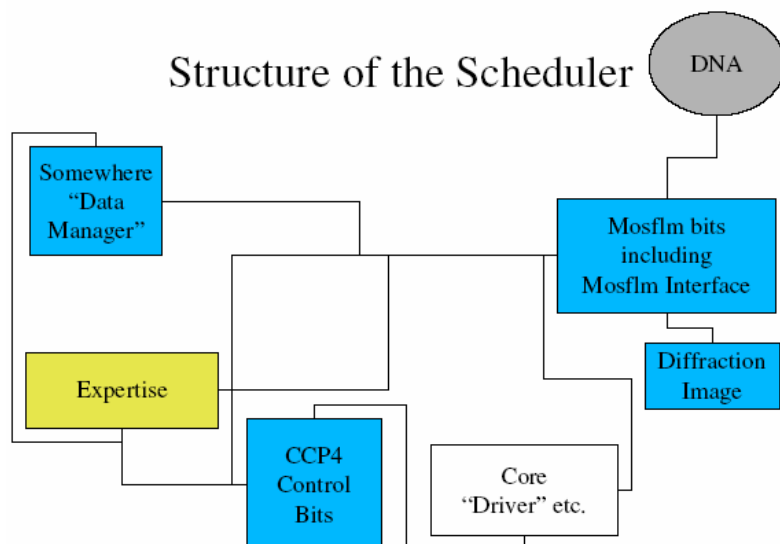 Structure of the Scheduler
DNA
Somewhere
“Data
Manager”
Mosflm bits
including
Mosflm Interface
Expertise
Diffraction
Image
CCP4
Control
Bits
Core
“Driver” etc.